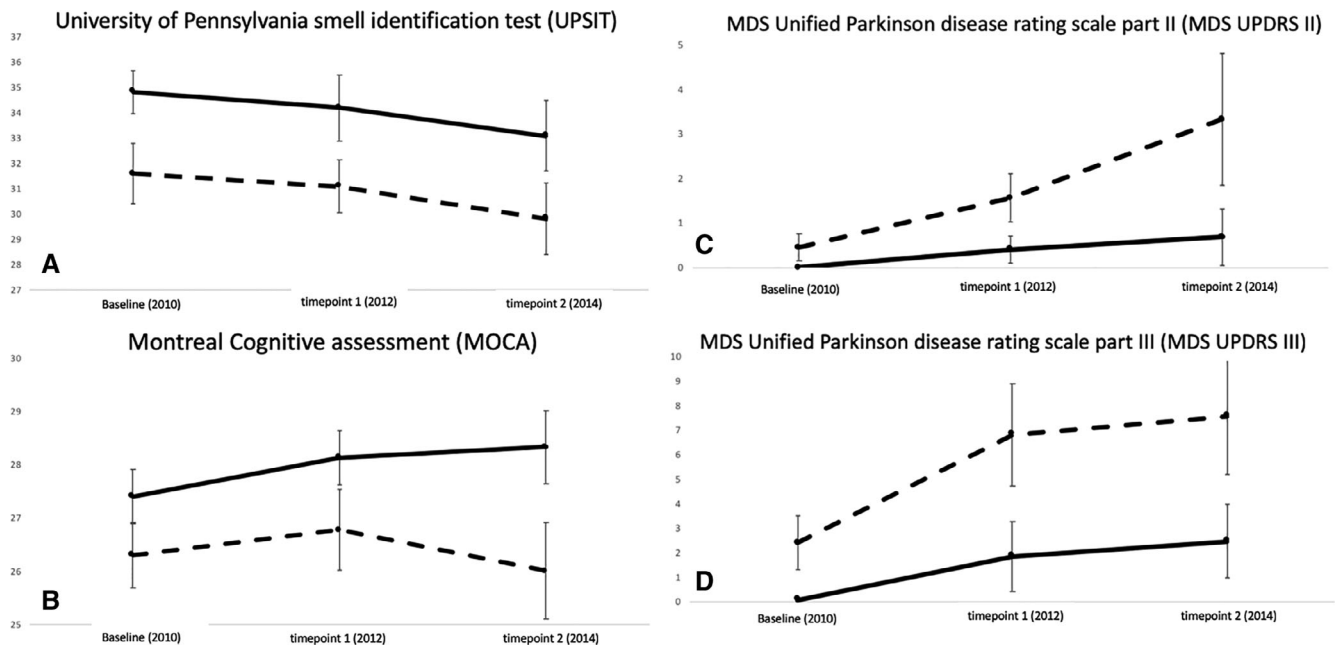 University of Pennsylvania smell identification test (UPSIT)
37
36
35
34
33
32
31
30
29
28
27
A
Baseline (2010)
timepoint 1 (2012)
timepoint 2 (2014)
Montreal Cognitive assessment (MOCA)
30
29
28
27
26
25
B
Baseline (2010)
timepoint 1 (2012)
timepoint 2 (2014)
MDS Unified Parkinson disease rating scale part II (MDS UPDRS II)
5
4
3
2
1
0
C
Baseline (2010)
timepoint 1 (2012)
timepoint 2 (2014)
MDS Unified Parkinson disease rating scale part III (MDS UPDRS III)
10
9
8
7
6
5
4
3
2
1
0
D
Baseline (2010)
timepoint 1 (2012)
timepoint 2 (2014)